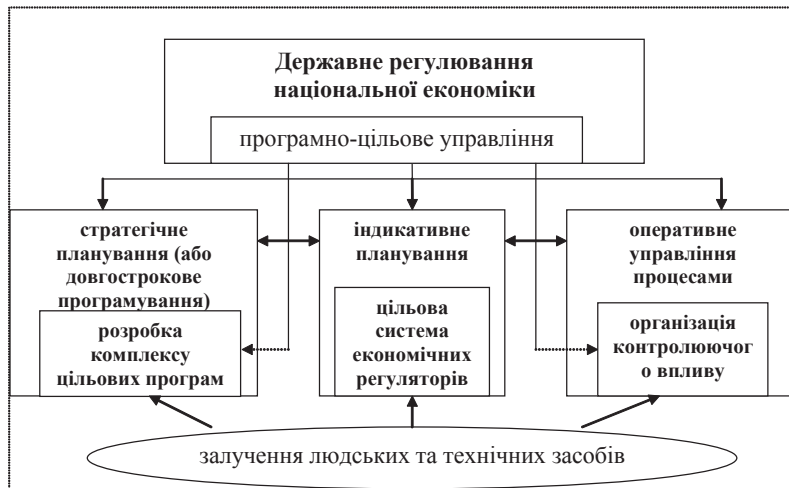 Державне регулювання
національної економіки
програмно-цільове управління
стратегічне
планування (або
довгострокове
програмування)
розробка
комплексу
цільових програм
індикативне
планування
цільова
система
економічних
регуляторів
оперативне
управління
процесами
організація
контролюючог
о впливу
залучення людських та технічних засобів